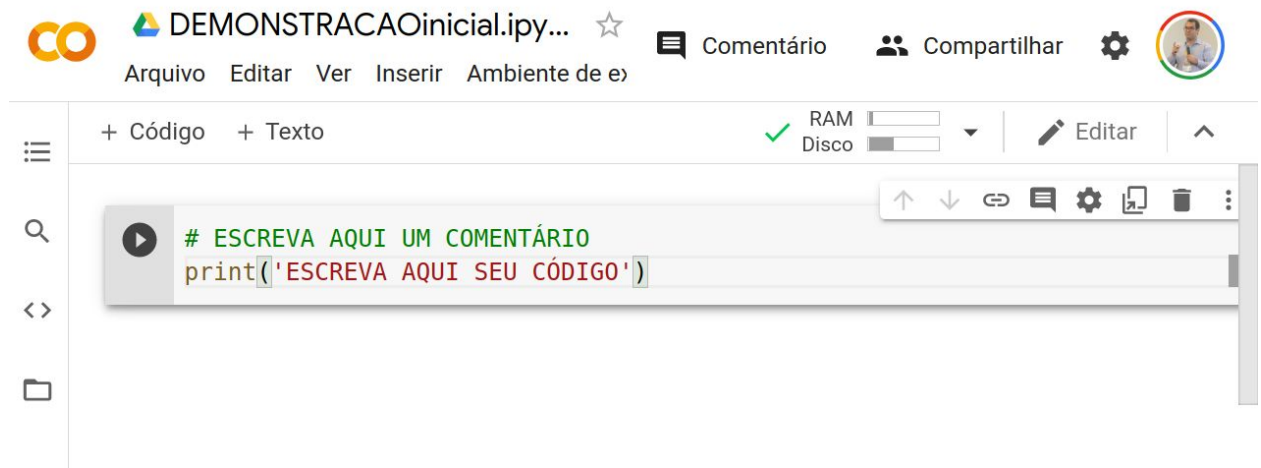 DEMONSTRACAOinicial.ipy...
Comentário
Compartilhar
Arquivo Editar Ver Inserir Ambiente de e
+ Código + Texto
RAM
Disco
Editar
# ESCREVA AQUI UM COMENTÁRIO
print('ESCREVA AQUI SEU CÓDIGO')